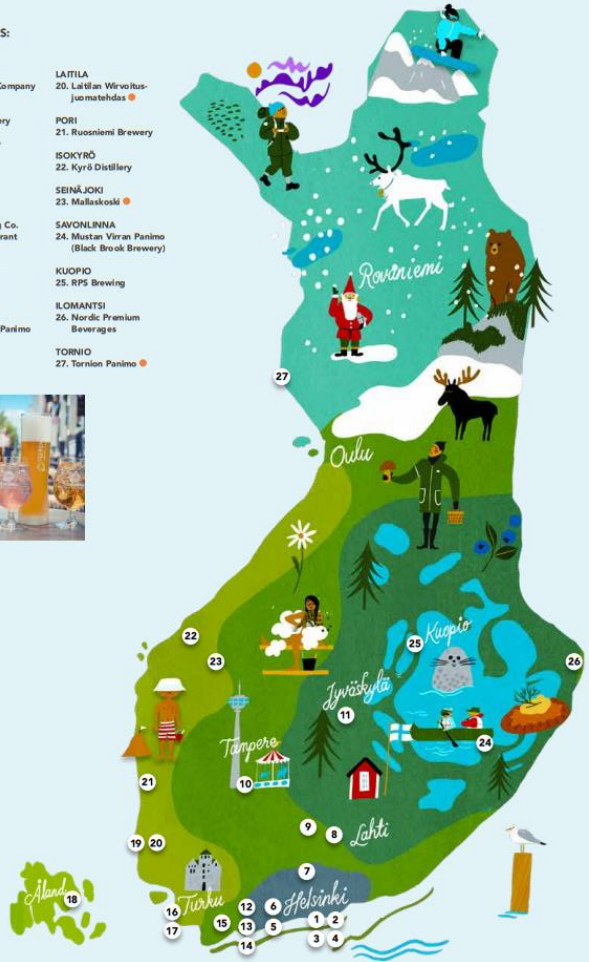 S:
Company
ery
g Co.
rant
Panimo
LAITILA
20. Laitilan Wirvoitus-
juomatehdas
PORI
21. Ruosniemi Brewery
ISOKYRÖ
22. Kyrö Distillery
SEINÄJOKI
23. Mallaskoski
SAVONLINNA
24. Mustan Virran Panimo
(Black Brook Brewery)
KUOPIO
25. RPS Brewing
ILOMANTSI
26. Nordic Premium
Beverages
TORNIO
27. Tornion Panimo
Rovaniemi
27
Oulu
22
25
Kuopio
23
26
Jyväskylä
11
24
Tampere
21
10
9
8
Lahti
19
20
7
Åland
18
Turku
16
12
6
Helsinki
1
2
17
15
13
5
3
4
14